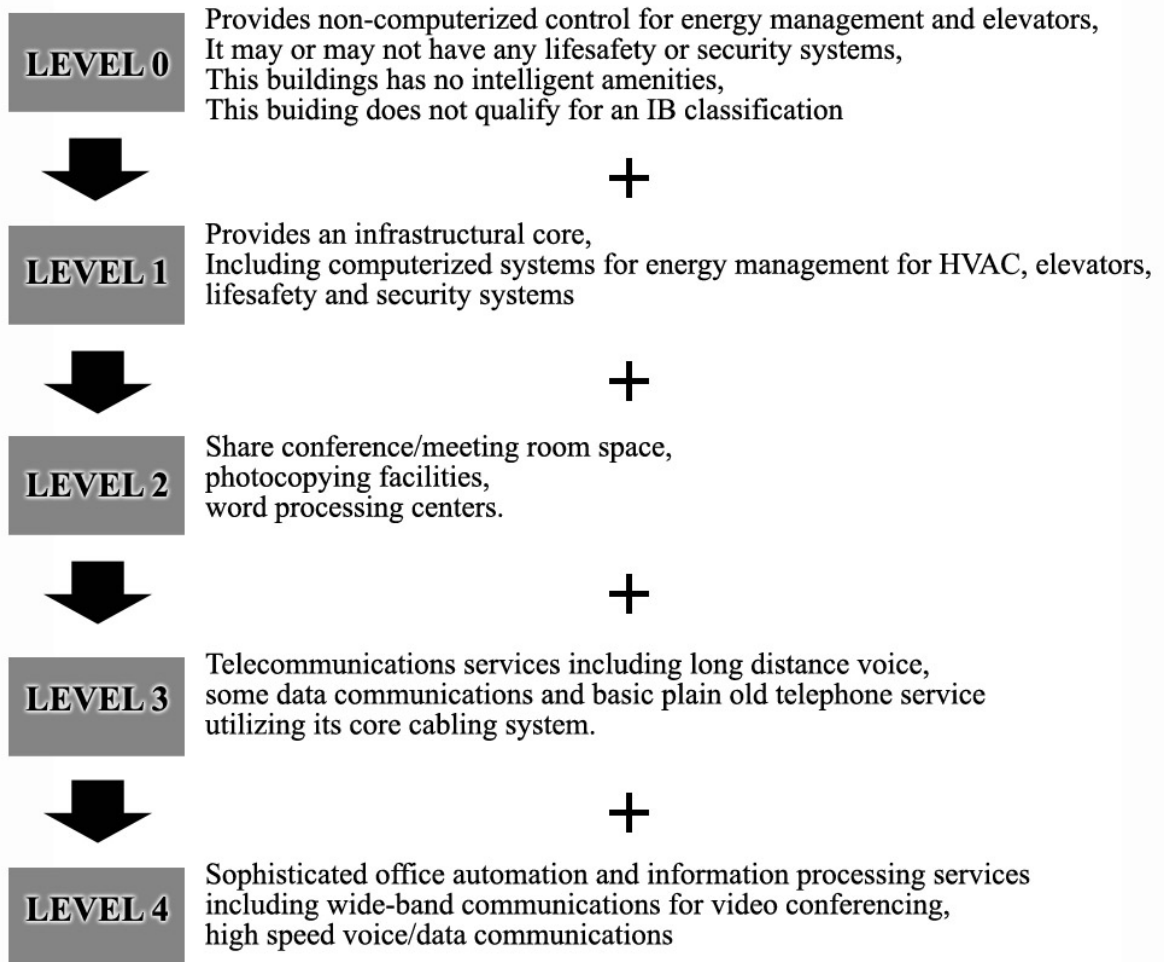 LEVEL 0
Provides non-computerized control for energy management and elevators,
It may or may not have any lifesafety or security systems,
This buildings has no intelligent amenities,
This buiding does not qualify for an IB classification
+
LEVEL 1
Provides an infrastructural core,
Including computerized systems for energy management for HVAC, elevators,
lifesafety and security systems
+
LEVEL 2
Share conference/meeting room space,
photocopying facilities,
word processing centers.
+
LEVEL 3
Telecommunications services including long distance voice,
some data communications and basic plain old telephone service
utilizing its core cabling system.
+
LEVEL 4
Sophisticated office automation and information processing services
including wide-band communications for video conferencing,
high speed voice/data communications